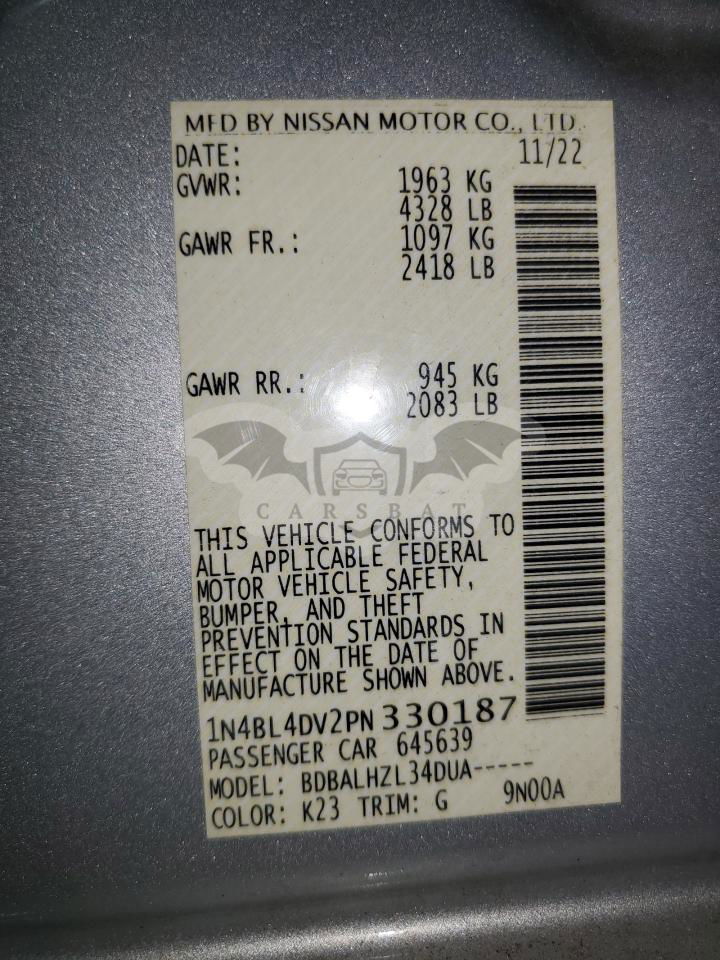 MFD BY NISSAN MOTOR CO., LTD.
DATE: 11/22
GVWR: 1963 KG
4328 LB
GAWR FR.: 1097 KG
2418 LB
GAWR RR.: 945 KG
2083 LB
CARSBAT
THIS VEHICLE CONFORMS TO
ALL APPLICABLE FEDERAL
MOTOR VEHICLE SAFETY,
BUMPER, AND THEFT
PREVENTION STANDARDS IN
EFFECT ON THE DATE OF
MANUFACTURE SHOWN ABOVE.
1N4BL4DV2PN 330187
PASSENGER CAR 645639
MODEL: BDBALHZL34DUA-----
COLOR: K23 TRIM: G 9N00A